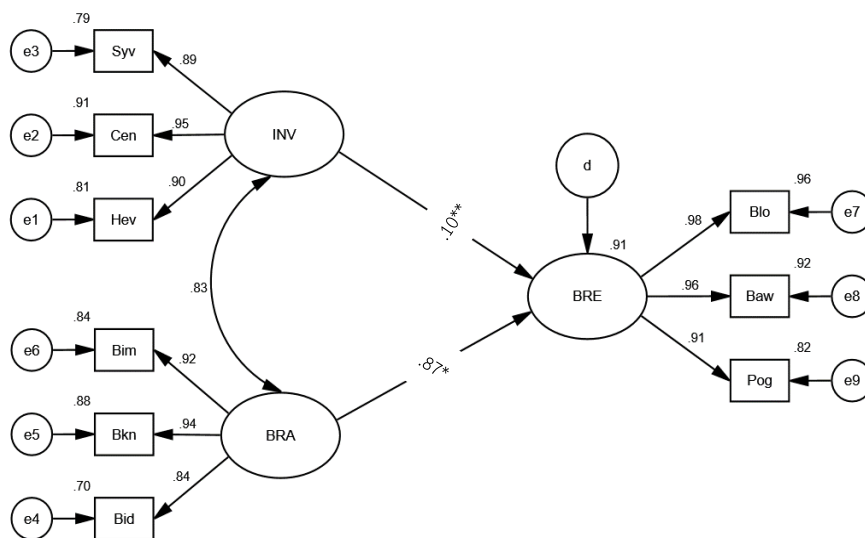 .79
e3
Syv
.89
.91
e2
Cen
.95
INV
.81
e1
Hev
.90
.10**
d
.83
.91
BRE
.98
.96
Blo
e7
.96
.92
Baw
e8
.91
.82
Pog
e9
.84
e6
Bim
.92
.87*
.88
e5
Bkn
.94
BRA
.70
e4
Bid
.84